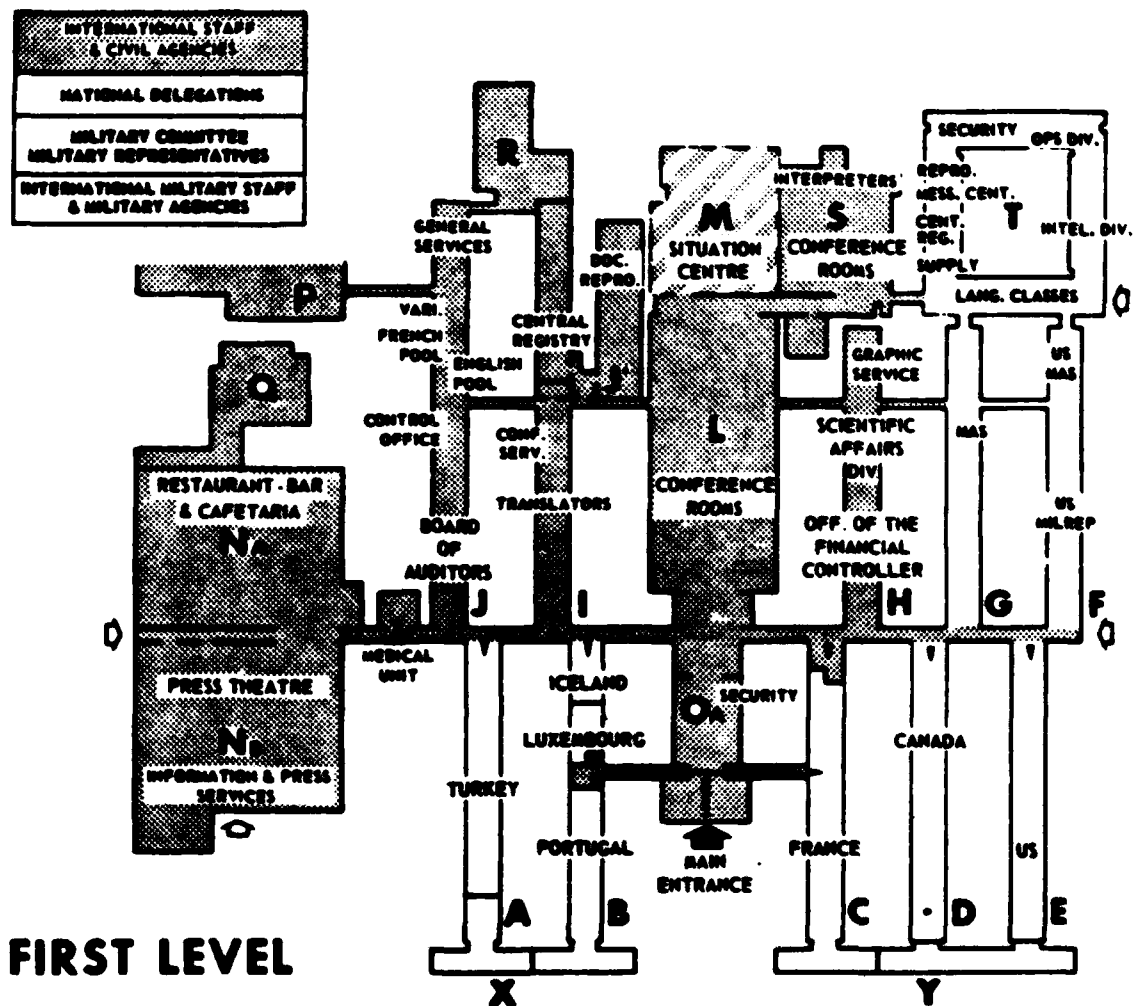 INTERNATIONAL STAFF
& CIVIL AGENCIES
NATIONAL DELEGATIONS
MILITARY COMMITTEE
MILITARY REPRESENTATIVES
INTERNATIONAL MILITARY STAFF
& MILITARY AGENCIES
R
GENERAL
SERVICES
P
VARI.
FRENCH
POOL
ENGLISH
POOL
CENTRAL
REGISTRY
DOC.
REPRO.
J'
M
SITUATION
CENTRE
INTERPRETERS
S
CONFERENCE
ROOMS
SECURITY
OPS DIV.
REPRO.
MESS. CENT.
CENT.
REG.
SUPPLY
T
INTEL. DIV.
LANG. CLASSES
GRAPHIC
SERVICE
US
MAS
Q
CONTROL
OFFICE
CONF.
SERV.
L
SCIENTIFIC
AFFAIRS
DIV.
MAS
RESTAURANT - BAR
& CAFETARIA
NA
TRANSLATORS
CONFERENCE
ROOMS
US
MILREP
BOARD
OF
AUDITORS
OFF. OF THE
FINANCIAL
CONTROLLER
J
I
H
G
F
MEDICAL
UNIT
PRESS THEATRE
NB
INFORMATION & PRESS
SERVICES
ICELAND
OA
SECURITY
LUXEMBOURG
CANADA
TURKEY
PORTUGAL
MAIN
ENTRANCE
FRANCE
US
A
B
C
D
E
FIRST LEVEL
X
Y